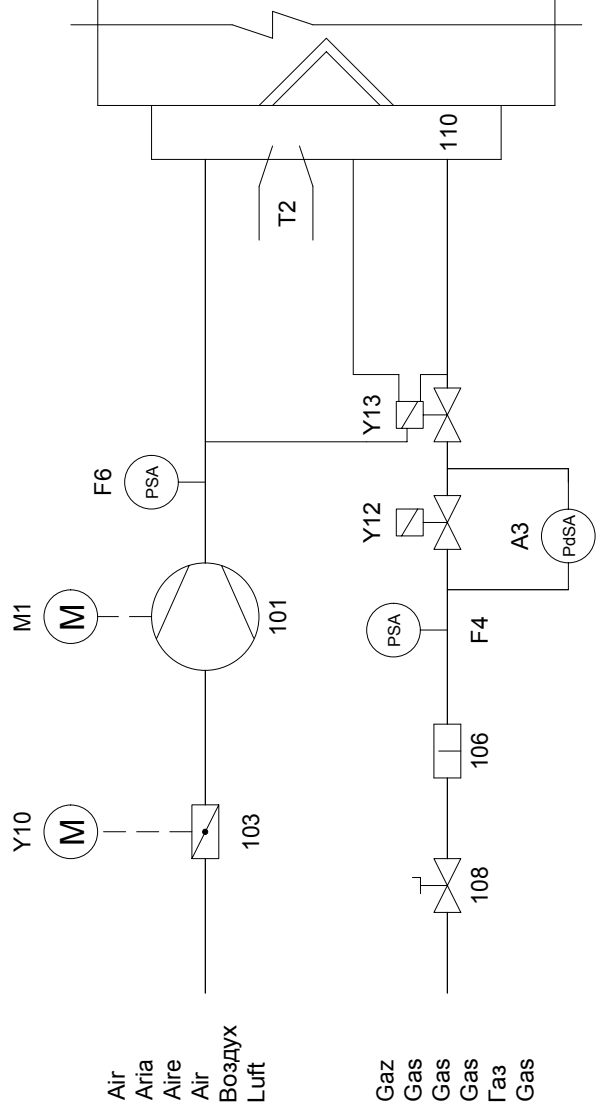 Y10
M
103
M1
M
101
F6
PSA
T2
110
Air
Aria
Aire
Air
Воздух
Luft
108
106
PSA
F4
Y12
Y13
A3
PdSA
Gaz
Gas
Gas
Gas
Газ
Gas